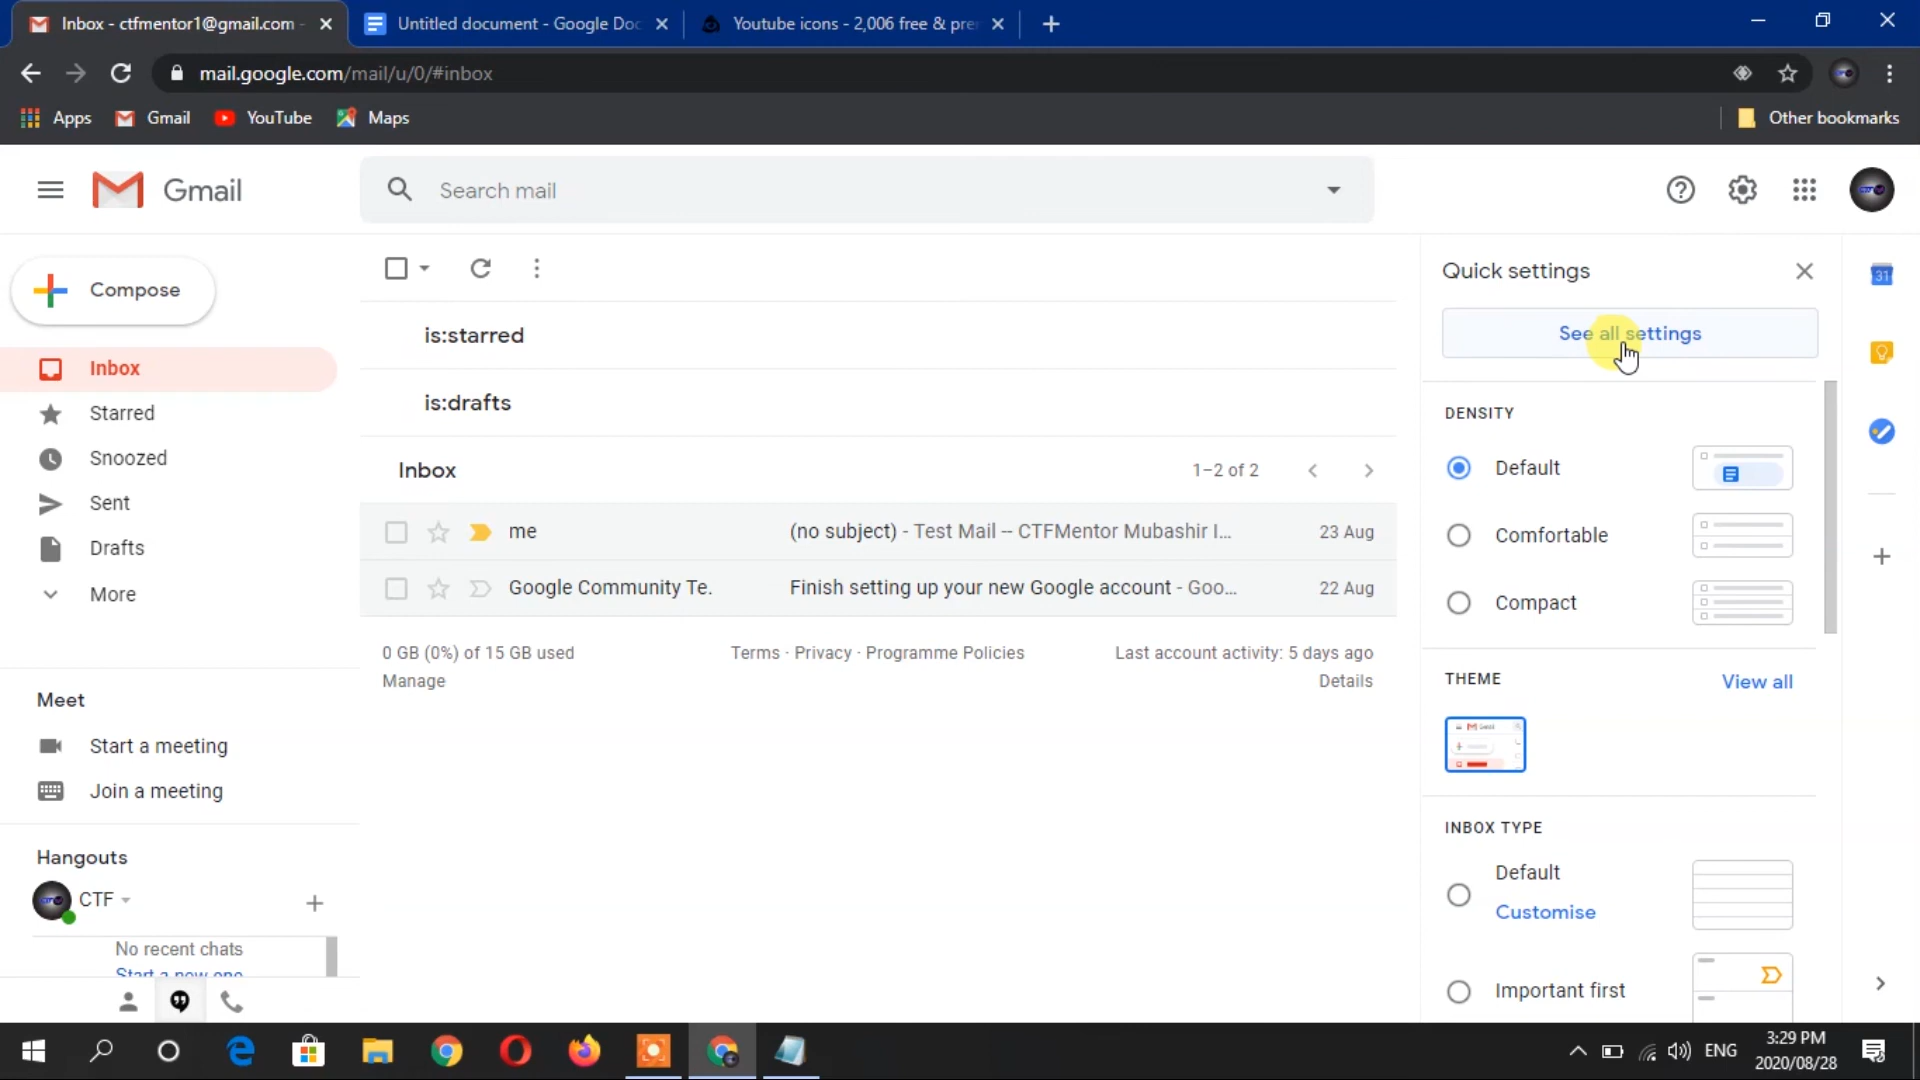 Inbox - ctfmentor1@gmail.com -
Untitled document - Google Doc
Youtube icons - 2,006 free & pre
mail.google.com/mail/u/0/#inbox
Apps
Gmail
YouTube
Maps
Other bookmarks
Gmail
Search mail
Compose
Inbox
Starred
Snoozed
Sent
Drafts
More
Meet
Start a meeting
Join a meeting
Hangouts
CTF
No recent chats
Start a new one
is:starred
is:drafts
Inbox
1–2 of 2
me (no subject) - Test Mail -- CTFMentor Mubashir I... 23 Aug
Google Community Te. Finish setting up your new Google account - Goo... 22 Aug
0 GB (0%) of 15 GB used
Manage
Terms · Privacy · Programme Policies
Last account activity: 5 days ago
Details
Quick settings
See all settings
DENSITY
Default
Comfortable
Compact
THEME
View all
INBOX TYPE
Default
Customise
Important first
31
ENG
3:29 PM
2020/08/28